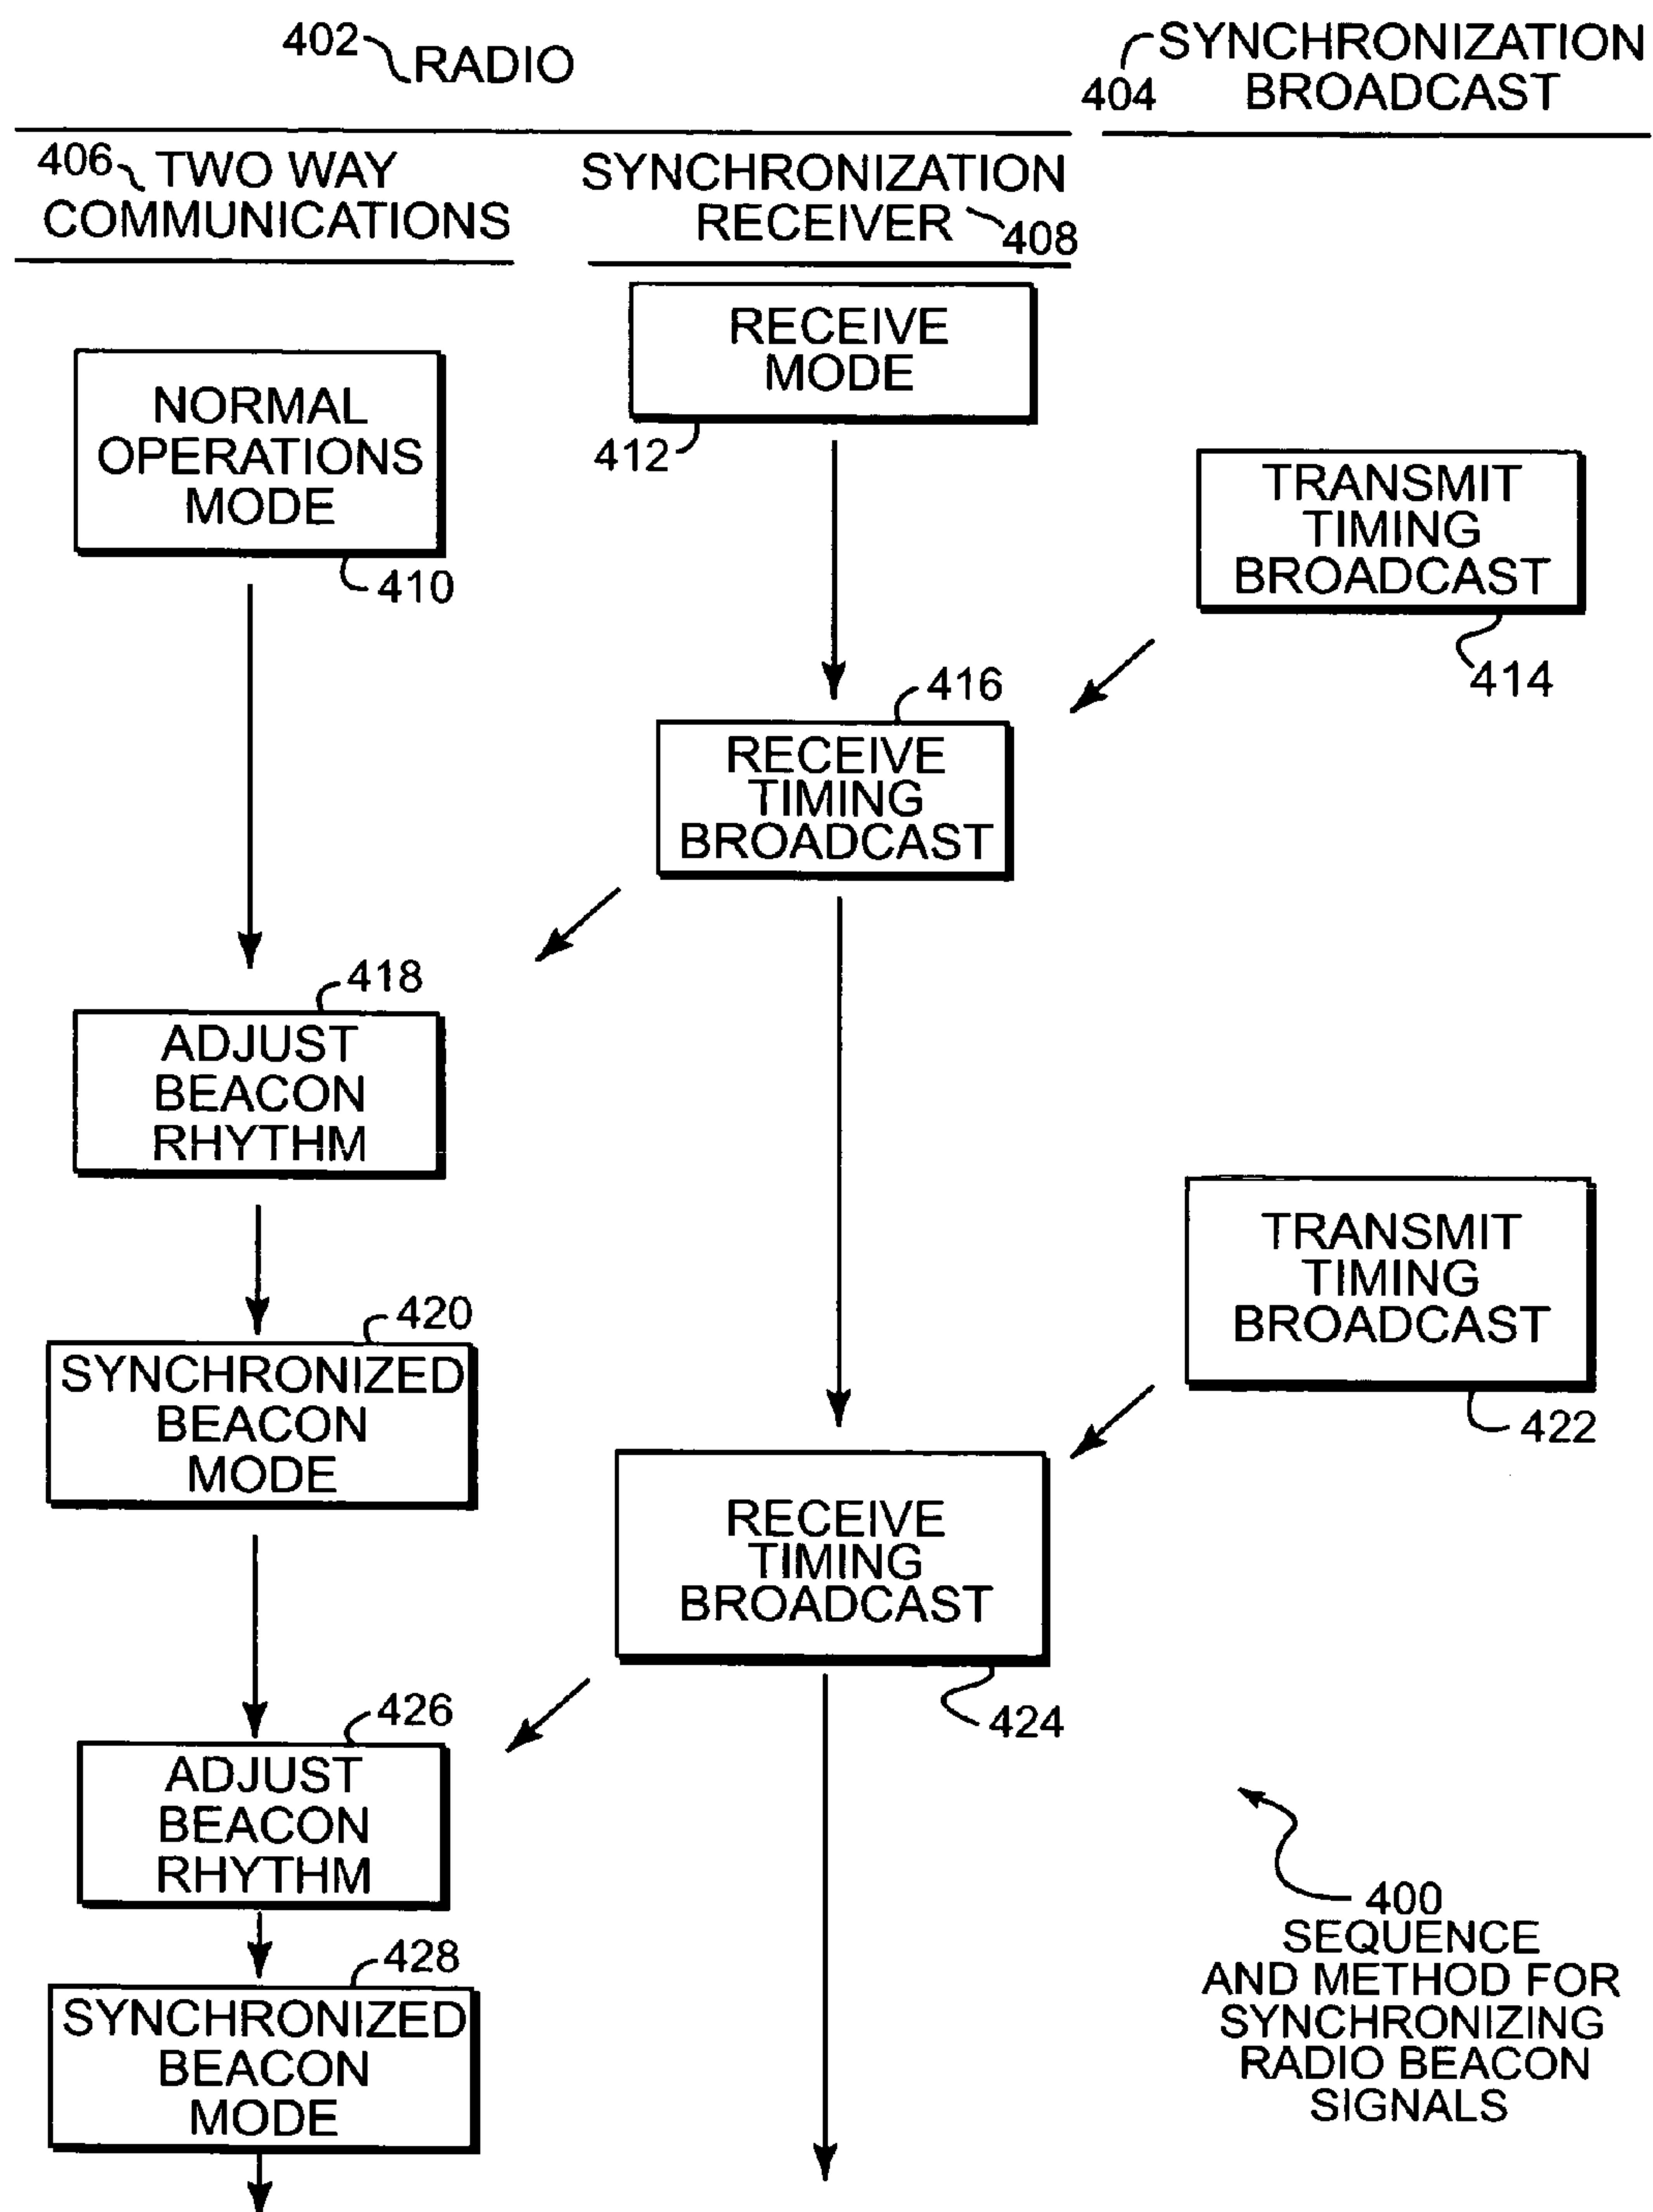 402 RADIO
404 SYNCHRONIZATION
BROADCAST
406 TWO WAY
COMMUNICATIONS
SYNCHRONIZATION
RECEIVER 408
RECEIVE
MODE
412
NORMAL
OPERATIONS
MODE
410
TRANSMIT
TIMING
BROADCAST
414
416
RECEIVE
TIMING
BROADCAST
418
ADJUST
BEACON
RHYTHM
TRANSMIT
TIMING
BROADCAST
422
420
SYNCHRONIZED
BEACON
MODE
RECEIVE
TIMING
BROADCAST
424
426
ADJUST
BEACON
RHYTHM
428
SYNCHRONIZED
BEACON
MODE
400
SEQUENCE
AND METHOD FOR
SYNCHRONIZING
RADIO BEACON
SIGNALS